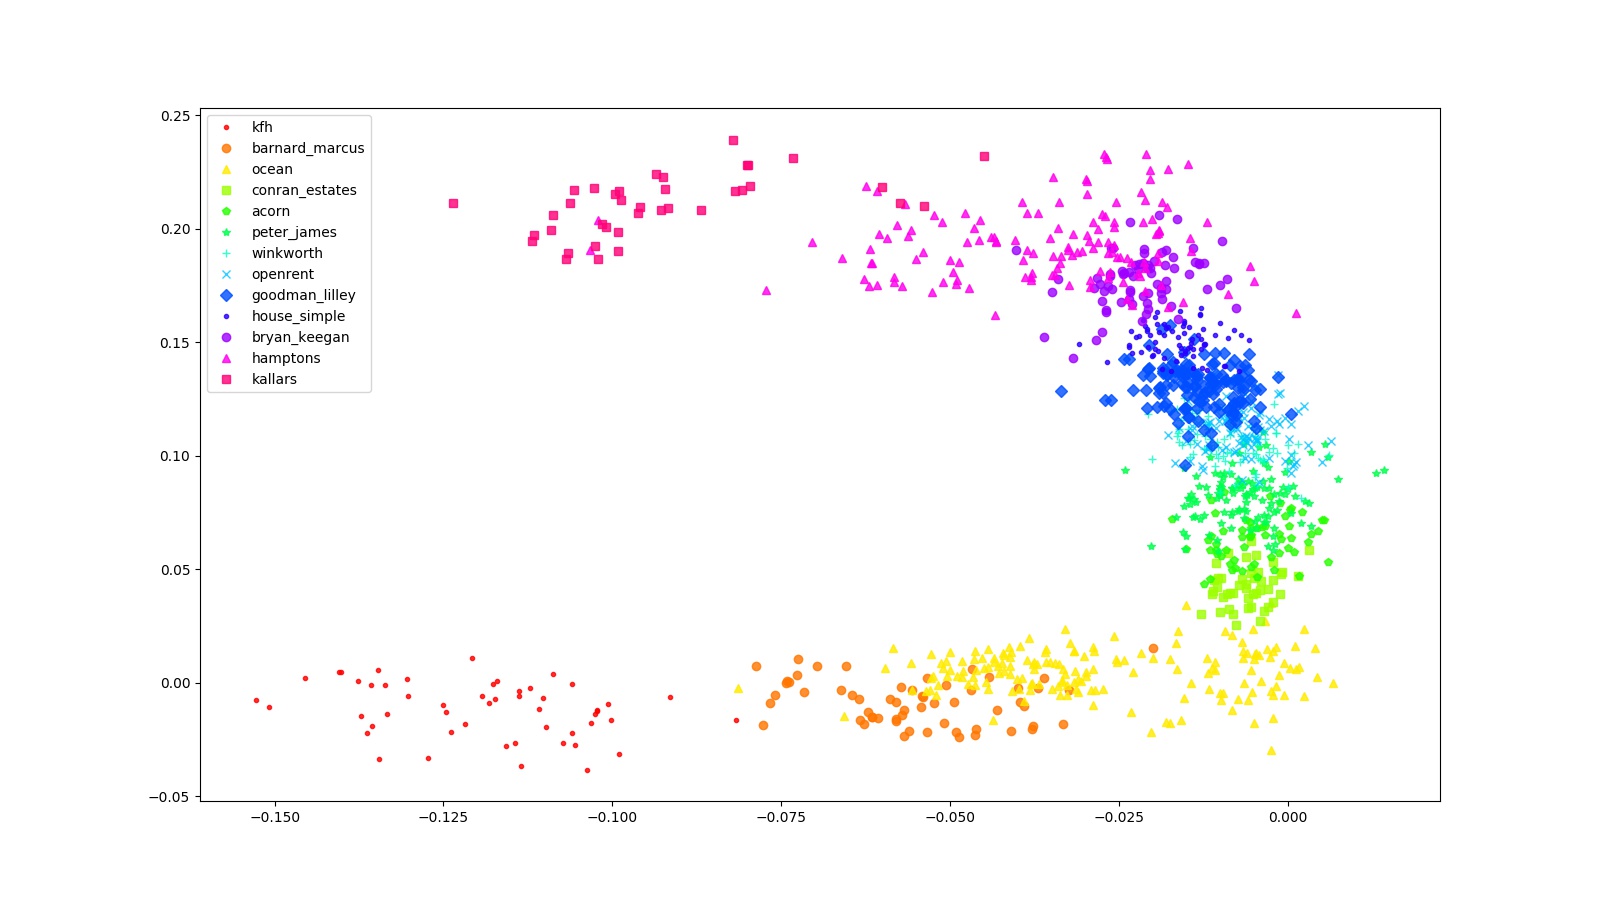 0.25
0.20
0.15
0.10
0.05
0.00
−0.05
kfh
barnard_marcus
ocean
conran_estates
acorn
peter_james
winkworth
openrent
goodman_lilley
house_simple
bryan_keegan
hamptons
kallars
−0.150 −0.125 −0.100 −0.075 −0.050 −0.025 0.000